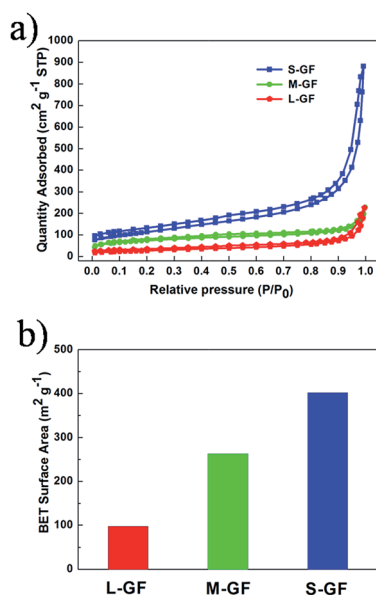 a)
1000
900
800
700
600
500
400
300
200
100
0
Quantity Adsorbed (cm² g⁻¹ STP)
S-GF
M-GF
L-GF
0.0 0.1 0.2 0.3 0.4 0.5 0.6 0.7 0.8 0.9 1.0
Relative pressure (P/P₀)
b)
500
400
300
200
100
0
BET Surface Area (m² g⁻¹)
L-GF M-GF S-GF